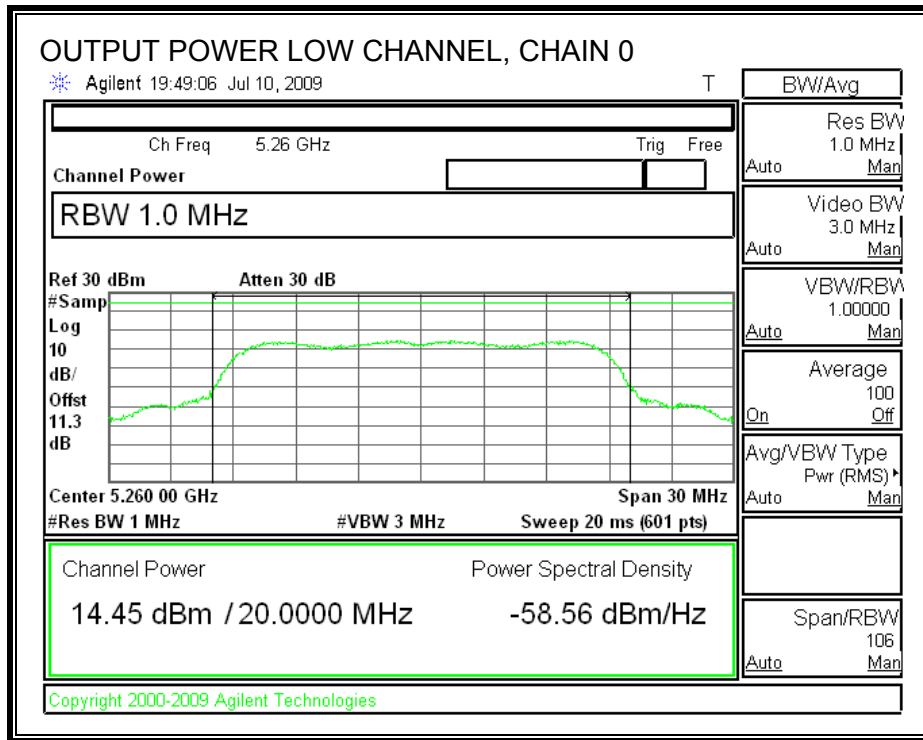 OUTPUT POWER LOW CHANNEL, CHAIN 0
Agilent 19:49:06 Jul 10, 2009 T
Ch Freq 5.26 GHz Trig Free
Channel Power
RBW 1.0 MHz
Ref 30 dBm Atten 30 dB
#Samp
Log
10
dB/
Offst
11.3
dB
Center 5.260 00 GHz Span 30 MHz
#Res BW 1 MHz #VBW 3 MHz Sweep 20 ms (601 pts)
Channel Power Power Spectral Density
14.45 dBm / 20.0000 MHz -58.56 dBm/Hz
Copyright 2000-2009 Agilent Technologies
BW/Avg
Res BW
1.0 MHz
Auto Man
Video BW
3.0 MHz
Auto Man
VBW/RBW
1.00000
Auto Man
Average
100
On Off
Avg/VBW Type
Pwr (RMS)
Auto Man
Span/RBW
106
Auto Man